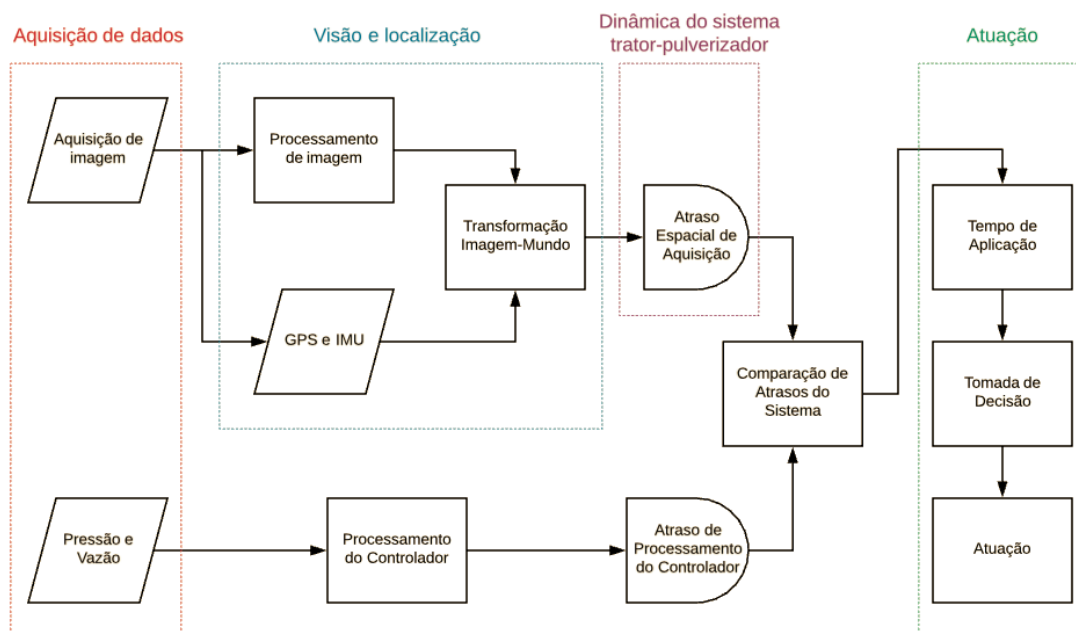 Aquisição de dados
Visão e localização
Dinâmica do sistema
trator-pulverizador
Atuação
Aquisição de
imagem
Processamento
de imagem
Transformação
Imagem-Mundo
GPS e IMU
Atraso
Espacial de
Aquisição
Comparação de
Atrasos do
Sistema
Tempo de
Aplicação
Tomada de
Decisão
Pressão e
Vazão
Processamento
do Controlador
Atraso de
Processamento
do Controlador
Atuação